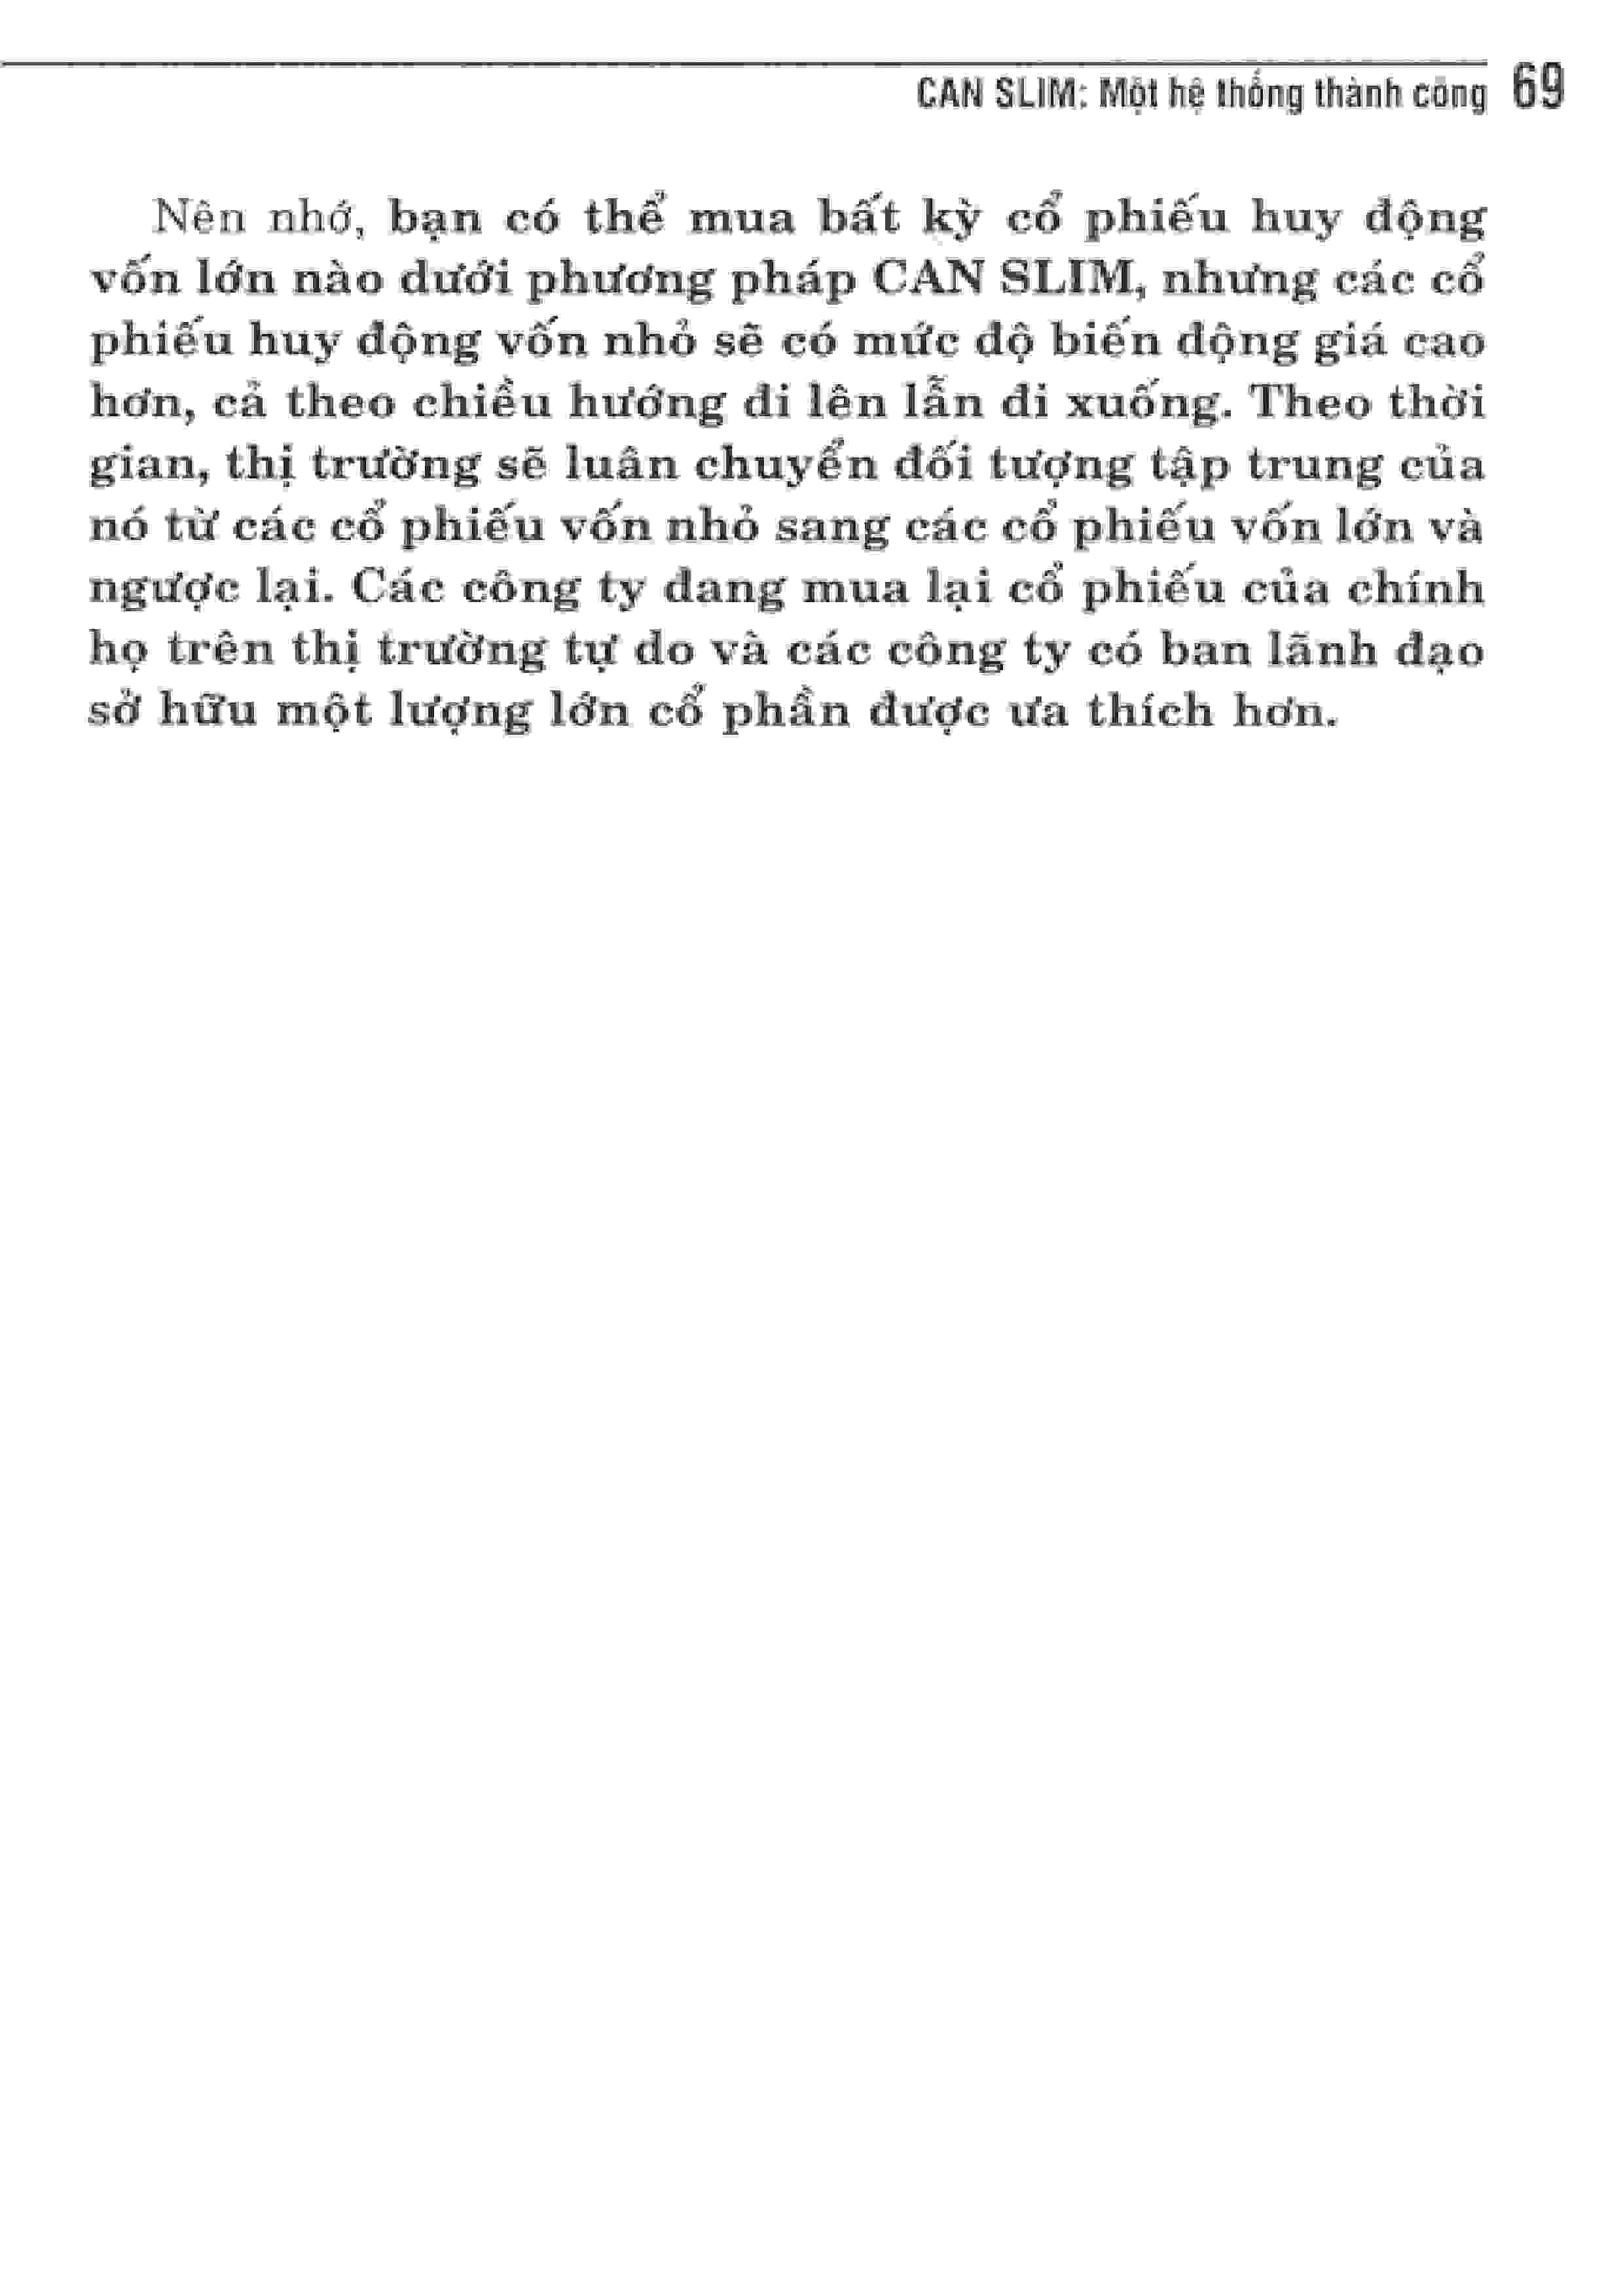 CAN SLIM: Một hệ thống thành công 69
Nên nhớ, bạn có thể mua bất kỳ cổ phiếu huy động
vốn lớn nào dưới phương pháp CAN SLIM, nhưng các cổ
phiếu huy động vốn nhỏ sẽ có mức độ biến động giá cao
hơn, cả theo chiều hướng đi lên lẫn đi xuống. Theo thời
gian, thị trường sẽ luân chuyển đối tượng tập trung của
nó từ các cổ phiếu vốn nhỏ sang các cổ phiếu vốn lớn và
ngược lại. Các công ty đang mua lại cổ phiếu của chính
họ trên thị trường tự do và các công ty có ban lãnh đạo
sở hữu một lượng lớn cổ phần được ưa thích hơn.